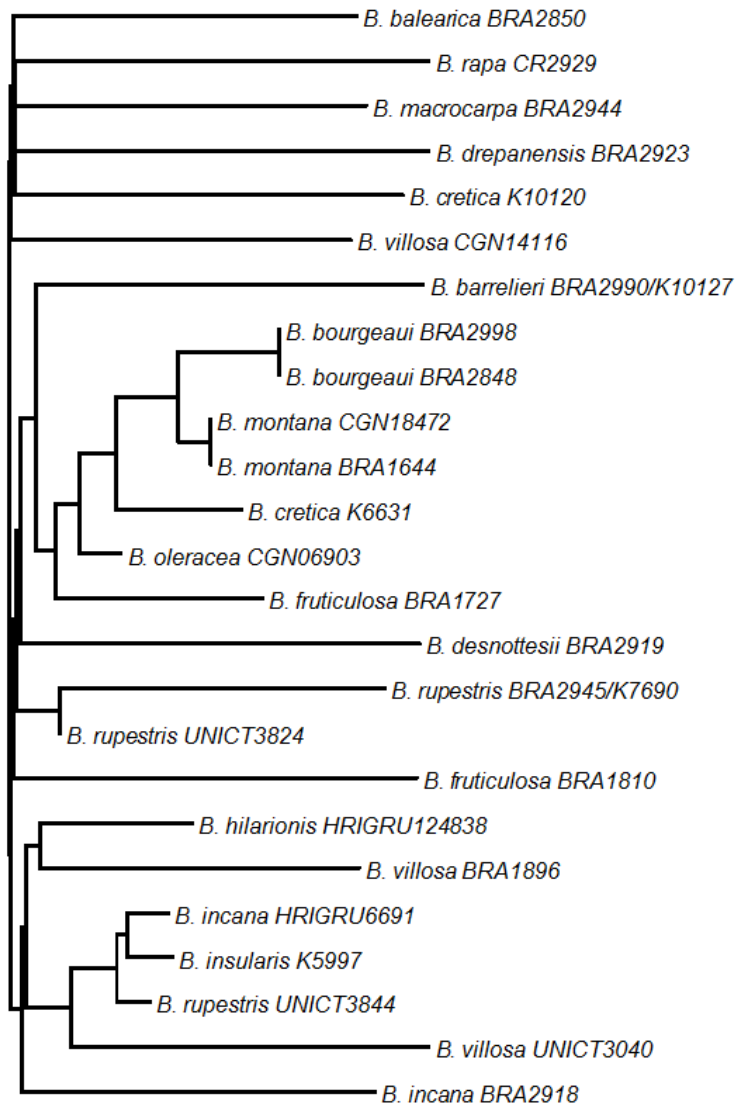 B. balearica BRA2850
B. rapa CR2929
B. macrocarpa BRA2944
B. drepanensis BRA2923
B. cretica K10120
B. villosa CGN14116
B. barrelieri BRA2990/K10127
B. bourgeaui BRA2998
B. bourgeaui BRA2848
B. montana CGN18472
B. montana BRA1644
B. cretica K6631
B. oleracea CGN06903
B. fruticulosa BRA1727
B. desnottesii BRA2919
B. rupestris BRA2945/K7690
B. rupestris UNICT3824
B. fruticulosa BRA1810
B. hilarionis HRIGRU124838
B. villosa BRA1896
B. incana HRIGRU6691
B. insularis K5997
B. rupestris UNICT3844
B. villosa UNICT3040
B. incana BRA2918